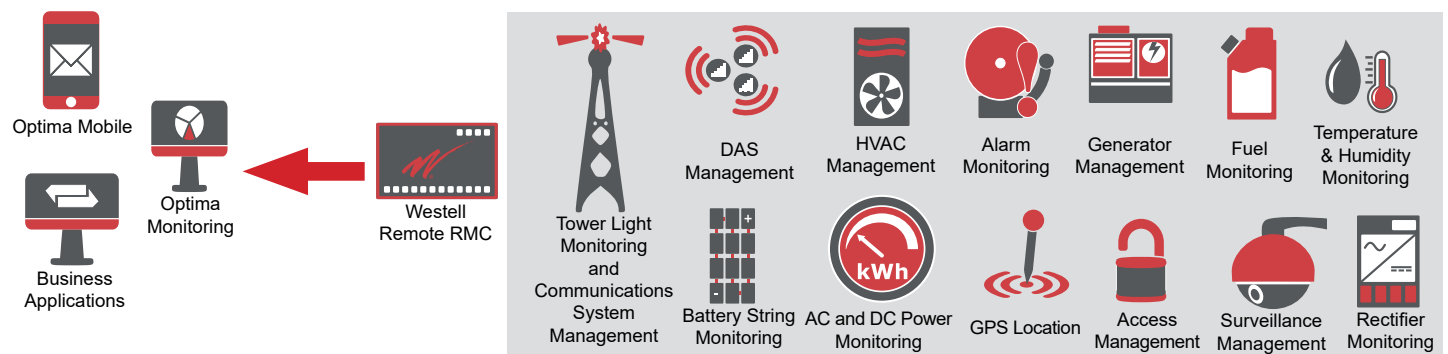 Optima Mobile
Optima
Monitoring
Business
Applications
Westell
Remote RMC
Tower Light
Monitoring
and
Communications
System
Management
DAS
Management
HVAC
Management
Alarm
Monitoring
Generator
Management
Fuel
Monitoring
Temperature
& Humidity
Monitoring
+
-
Battery String
Monitoring
kWh
AC and DC Power
Monitoring
GPS Location
Access
Management
Surveillance
Management
Rectifier
Monitoring